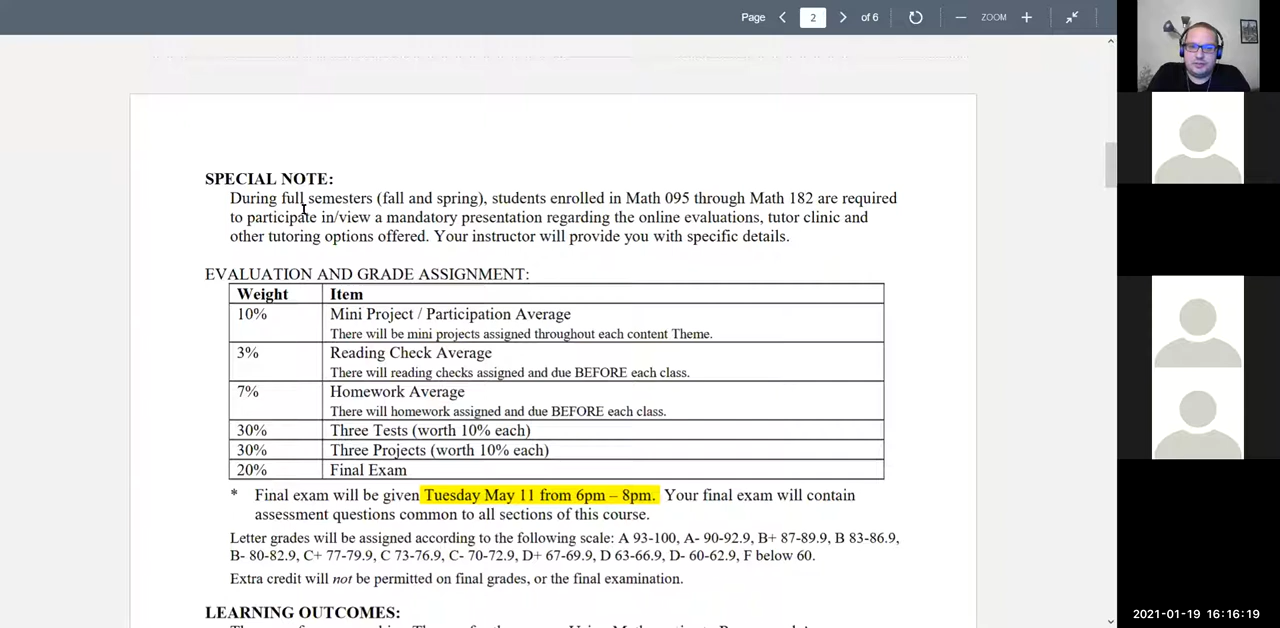 Page 2 of 6 ZOOM
SPECIAL NOTE:
During full semesters (fall and spring), students enrolled in Math 095 through Math 182 are required
to participate in/view a mandatory presentation regarding the online evaluations, tutor clinic and
other tutoring options offered. Your instructor will provide you with specific details.
EVALUATION AND GRADE ASSIGNMENT:
Weight Item
10% Mini Project / Participation Average
There will be mini projects assigned throughout each content Theme.
3% Reading Check Average
There will reading checks assigned and due BEFORE each class.
7% Homework Average
There will homework assigned and due BEFORE each class.
30% Three Tests (worth 10% each)
30% Three Projects (worth 10% each)
20% Final Exam
* Final exam will be given Tuesday May 11 from 6pm – 8pm. Your final exam will contain
assessment questions common to all sections of this course.
Letter grades will be assigned according to the following scale: A 93-100, A- 90-92.9, B+ 87-89.9, B 83-86.9,
B- 80-82.9, C+ 77-79.9, C 73-76.9, C- 70-72.9, D+ 67-69.9, D 63-66.9, D- 60-62.9, F below 60.
Extra credit will not be permitted on final grades, or the final examination.
LEARNING OUTCOMES:
2021-01-19 16:16:19